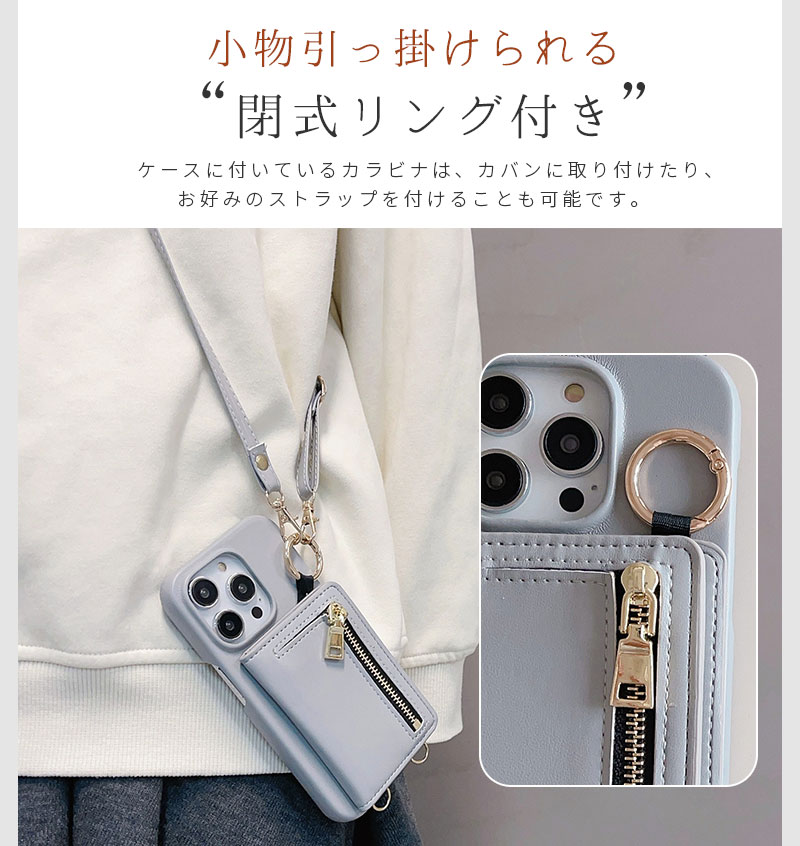 小物引っ掛けられる
“閉式リング付き”
ケースに付いているカラビナは、カバンに取り付けたり、
お好みのストラップを付けることも可能です。